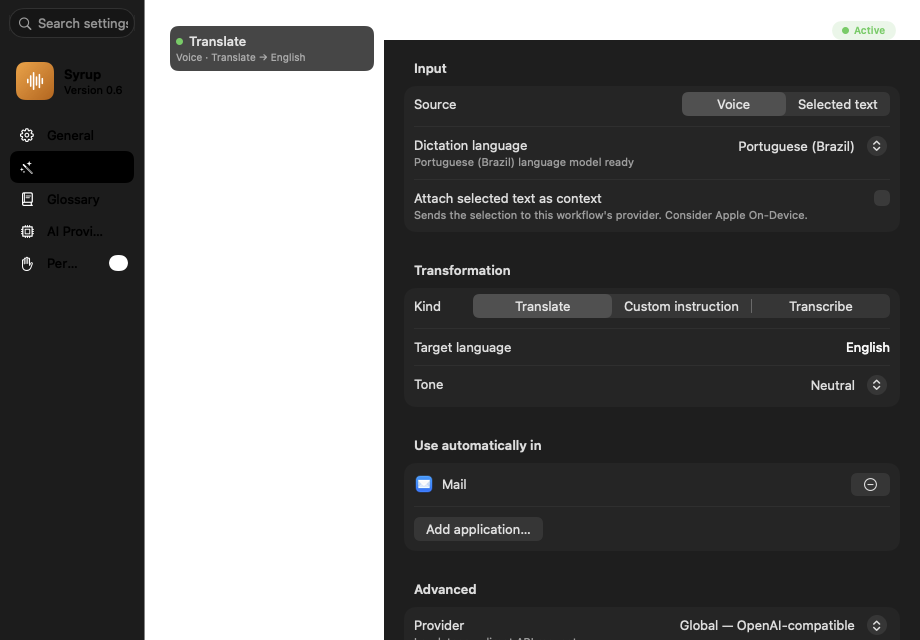 Search settings
Syrup
Version 0.6
General
Glossary
AI Provi...
Per...
Translate
Voice · Translate → English
Active
Input
Source
Voice
Selected text
Dictation language
Portuguese (Brazil)
Portuguese (Brazil) language model ready
Attach selected text as context
Sends the selection to this workflow's provider. Consider Apple On-Device.
Transformation
Kind
Translate
Custom instruction
Transcribe
Target language
English
Tone
Neutral
Use automatically in
Mail
Add application...
Advanced
Provider
Global — OpenAI-compatible